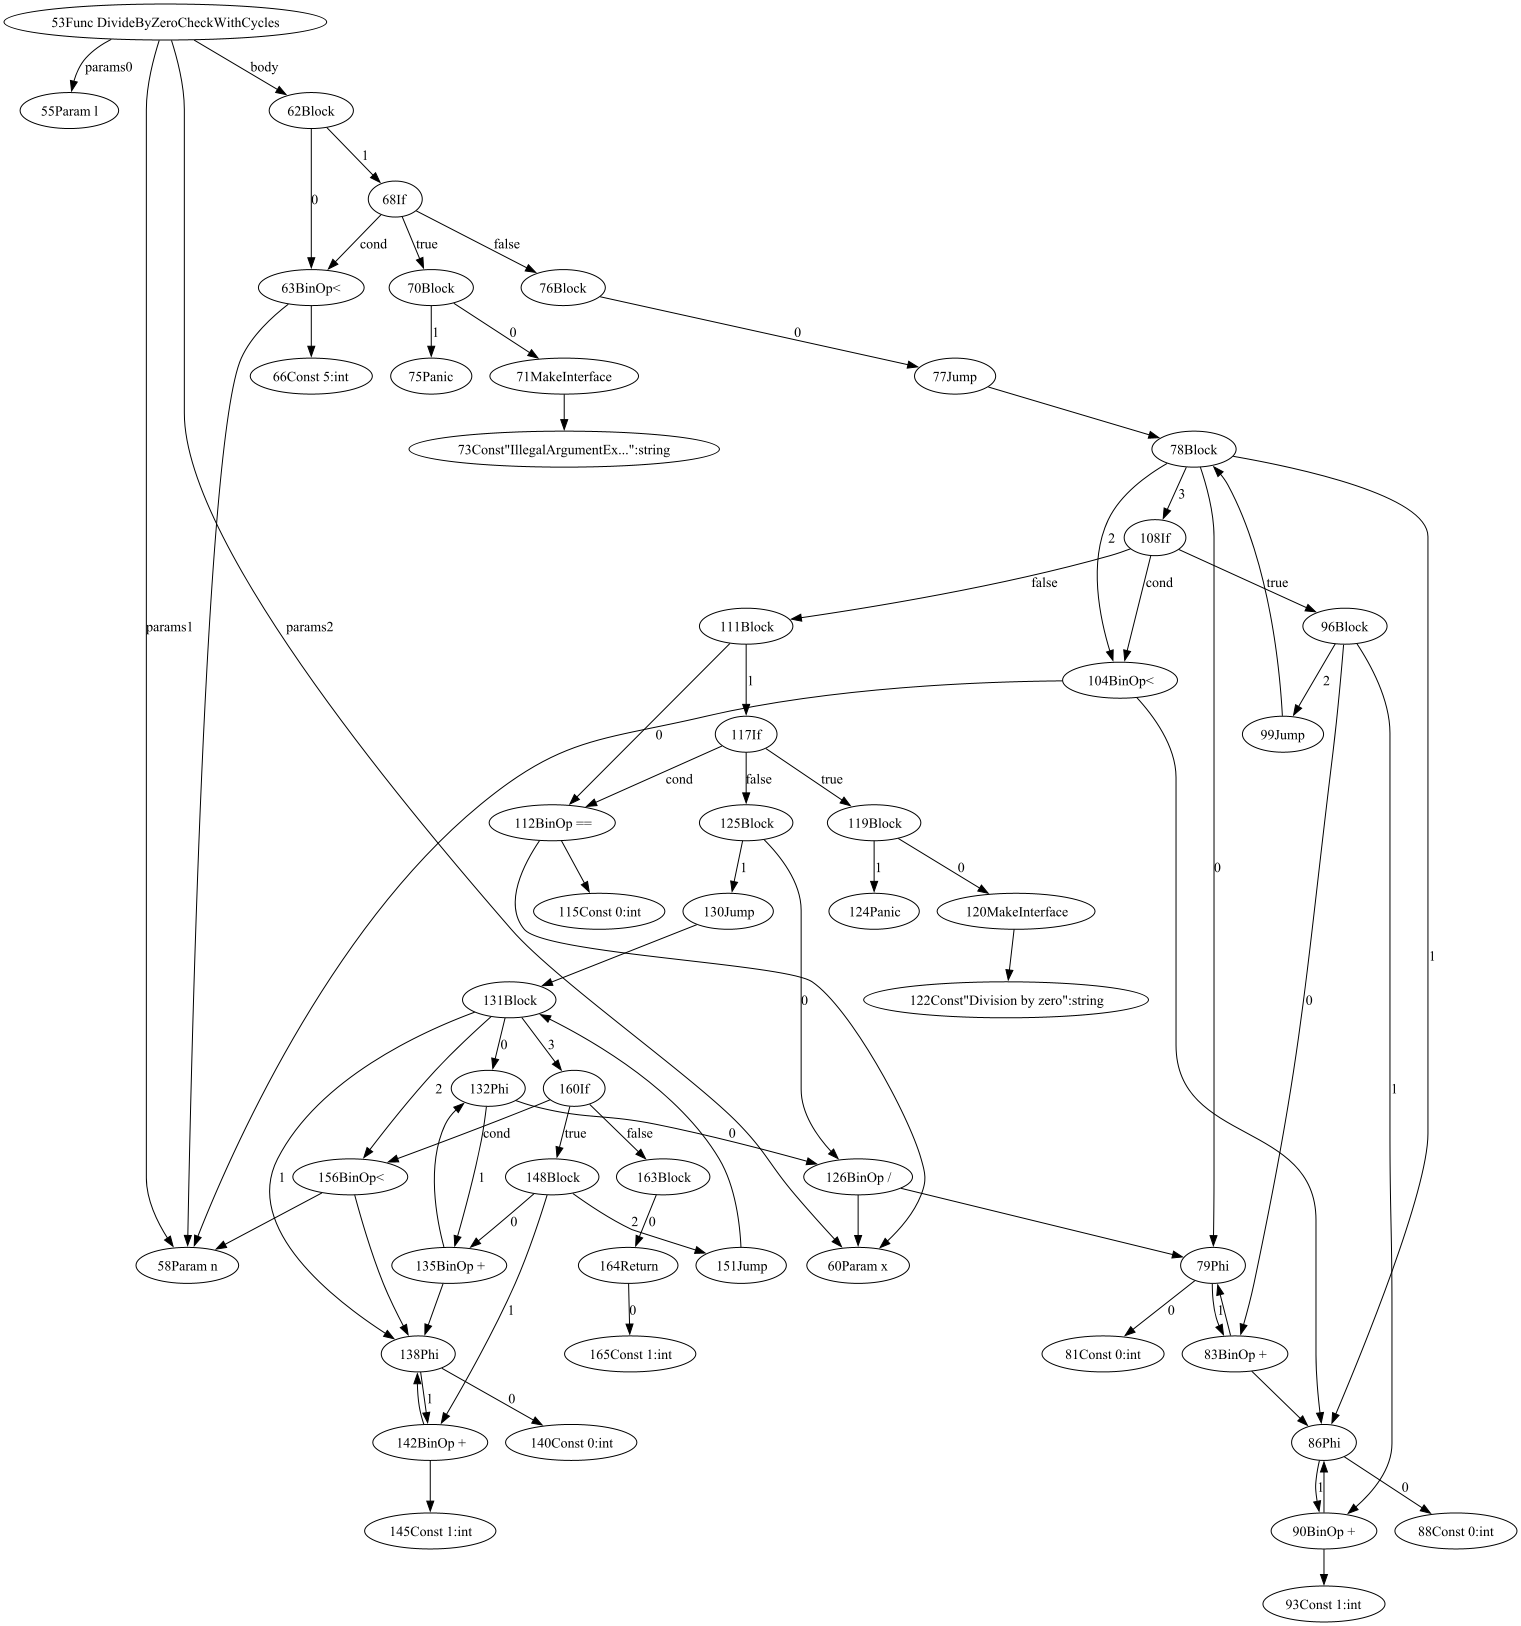 53Func DivideByZeroCheckWithCycles
params0
body
55Param l
62Block
1
0
68If
cond
true
false
63BinOp<
70Block
76Block
1
0
0
66Const 5:int
75Panic
71MakeInterface
77Jump
73Const"IllegalArgumentEx...":string
78Block
3
2
108If
false
cond
true
params1
params2
111Block
96Block
1
104BinOp<
2
0
117If
99Jump
cond
false
true
112BinOp ==
125Block
119Block
1
1
0
0
115Const 0:int
130Jump
124Panic
120MakeInterface
1
131Block
0
122Const"Division by zero":string
0
0
3
2
132Phi
160If
1
cond
true
false
0
1
1
156BinOp<
148Block
163Block
126BinOp /
0
2
0
58Param n
135BinOp +
164Return
151Jump
60Param x
79Phi
1
0
0
1
138Phi
165Const 1:int
81Const 0:int
83BinOp +
1
0
142BinOp +
140Const 0:int
86Phi
1
0
145Const 1:int
90BinOp +
88Const 0:int
93Const 1:int